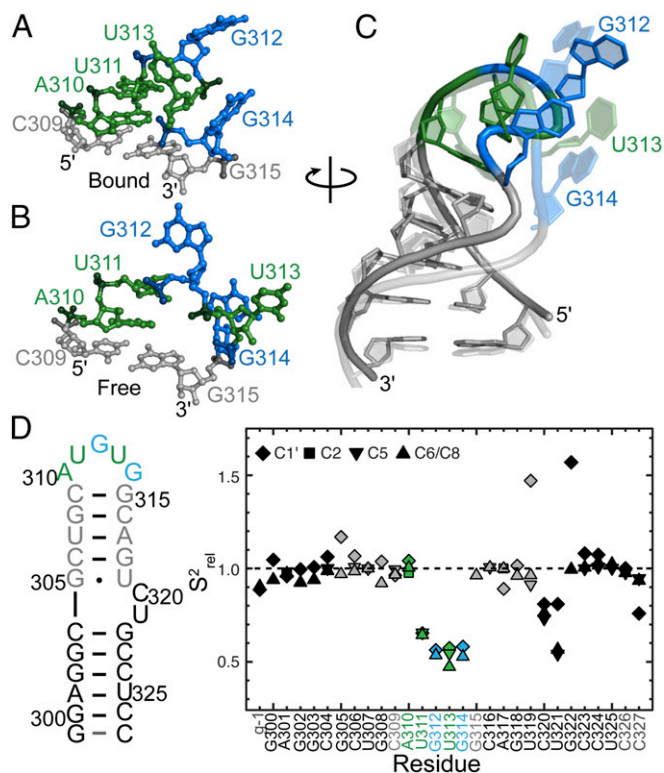 A
U313
G312
U311
A310
C309
G314
5'
3'
G315
Bound
B
G312
U311
U313
A310
C309
G314
5'
3'
G315
Free
C
G312
U313
G314
5'
3'
D
A U G U G
310
C – G 315
G – C
U – A
C – G
305 G • U
C 320
U
C – G
G – C
G – C
A – U 325
300 G – C
G – C
C1' C2 C5 C6/C8
1.5
1.0
0.5
S²rel
g-1 G300 A301 G302 G303 C304 G305 C306 U307 G308 C309 A310 U311 G312 U313 G314 G315 C316 A317 G318 U319 C320 U321 G322 C323 C324 U325 C326 C327
Residue